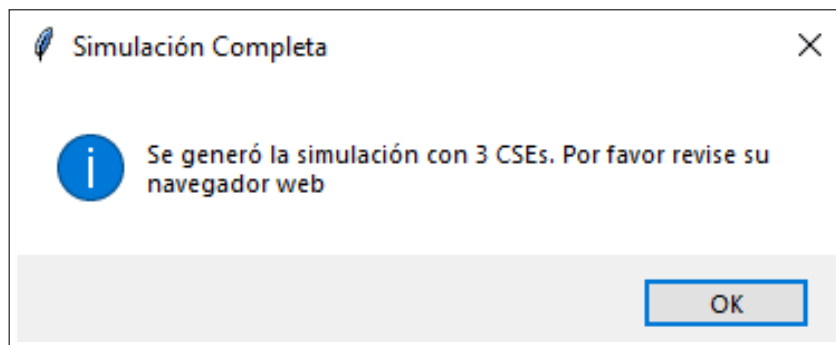 Simulación Completa
Se generó la simulación con 3 CSEs. Por favor revise su
navegador web
OK